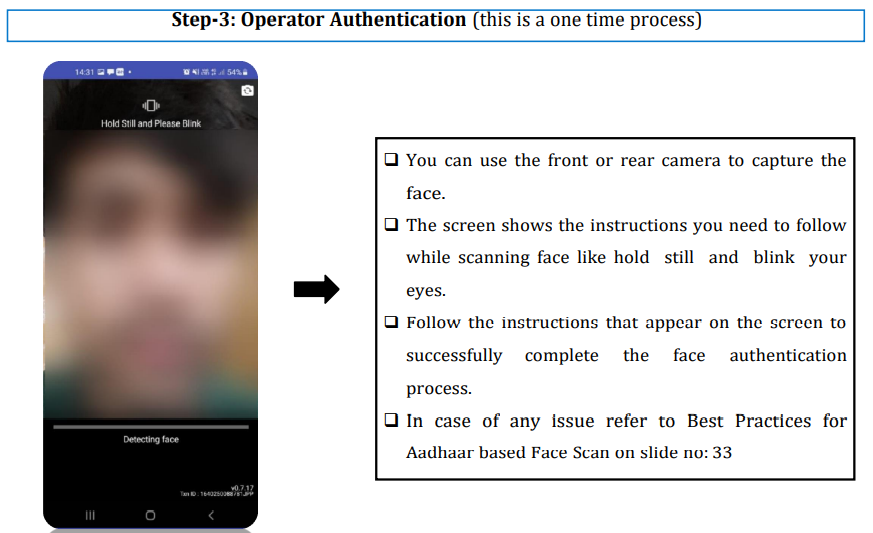 Step-3: Operator Authentication (this is a one time process)
14:31
54%
Hold Still and Please Blink
Detecting face
v0.7.17
❑ You can use the front or rear camera to capture the
face.
❑ The screen shows the instructions you need to follow
while scanning face like hold still and blink your
eyes.
❑ Follow the instructions that appear on the screen to
successfully complete the face authentication
process.
❑ In case of any issue refer to Best Practices for
Aadhaar based Face Scan on slide no: 33